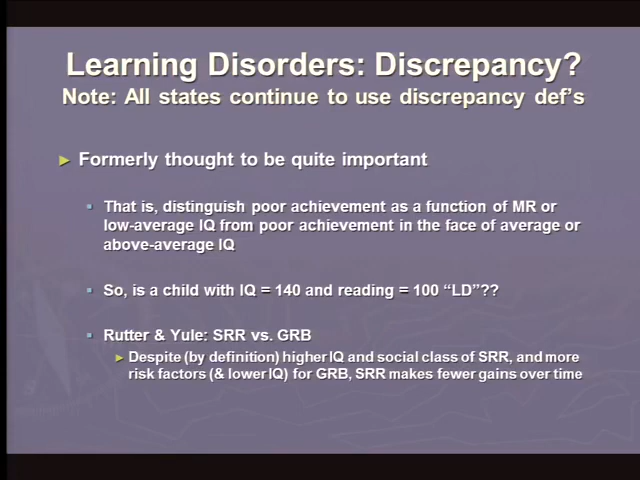 Learning Disorders: Discrepancy?
Note: All states continue to use discrepancy def's
Formerly thought to be quite important
That is, distinguish poor achievement as a function of MR or
low-average IQ from poor achievement in the face of average or
above-average IQ
So, is a child with IQ = 140 and reading = 100 "LD"??
Rutter & Yule: SRR vs. GRB
Despite (by definition) higher IQ and social class of SRR, and more
risk factors (& lower IQ) for GRB, SRR makes fewer gains over time